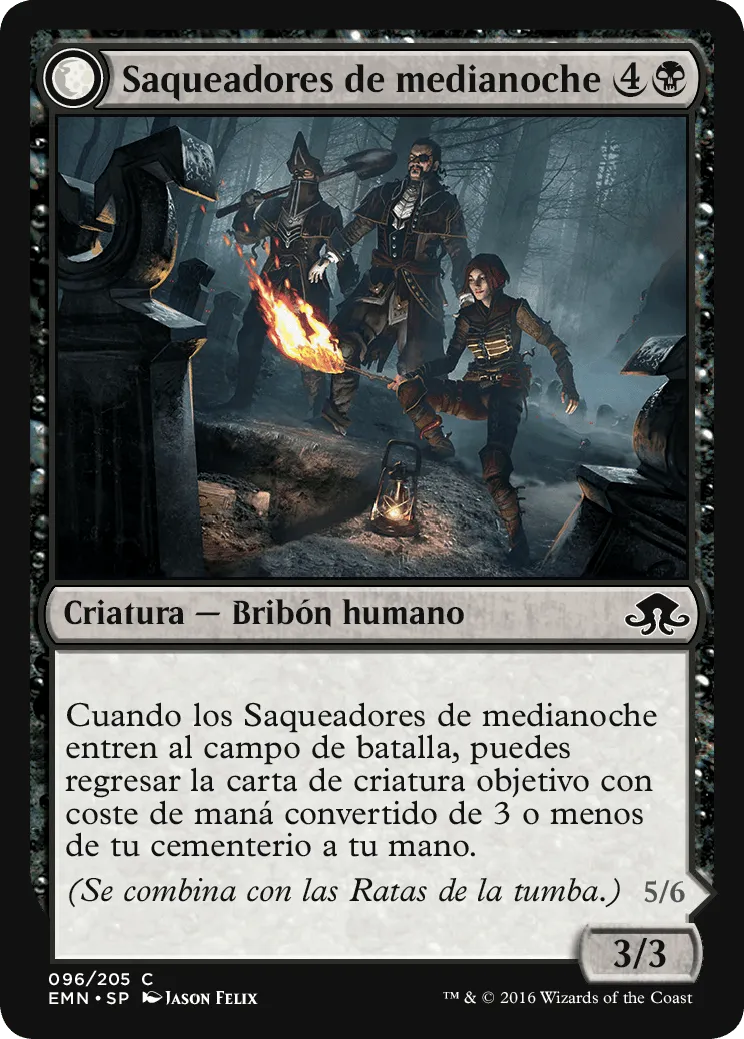 Saqueadores de medianoche 4
Criatura — Bribón humano
Cuando los Saqueadores de medianoche
entren al campo de batalla, puedes
regresar la carta de criatura objetivo con
coste de maná convertido de 3 o menos
de tu cementerio a tu mano.
(Se combina con las Ratas de la tumba.) 5/6
3/3
096/205 C
EMN • SP Jason Felix
™ & © 2016 Wizards of the Coast